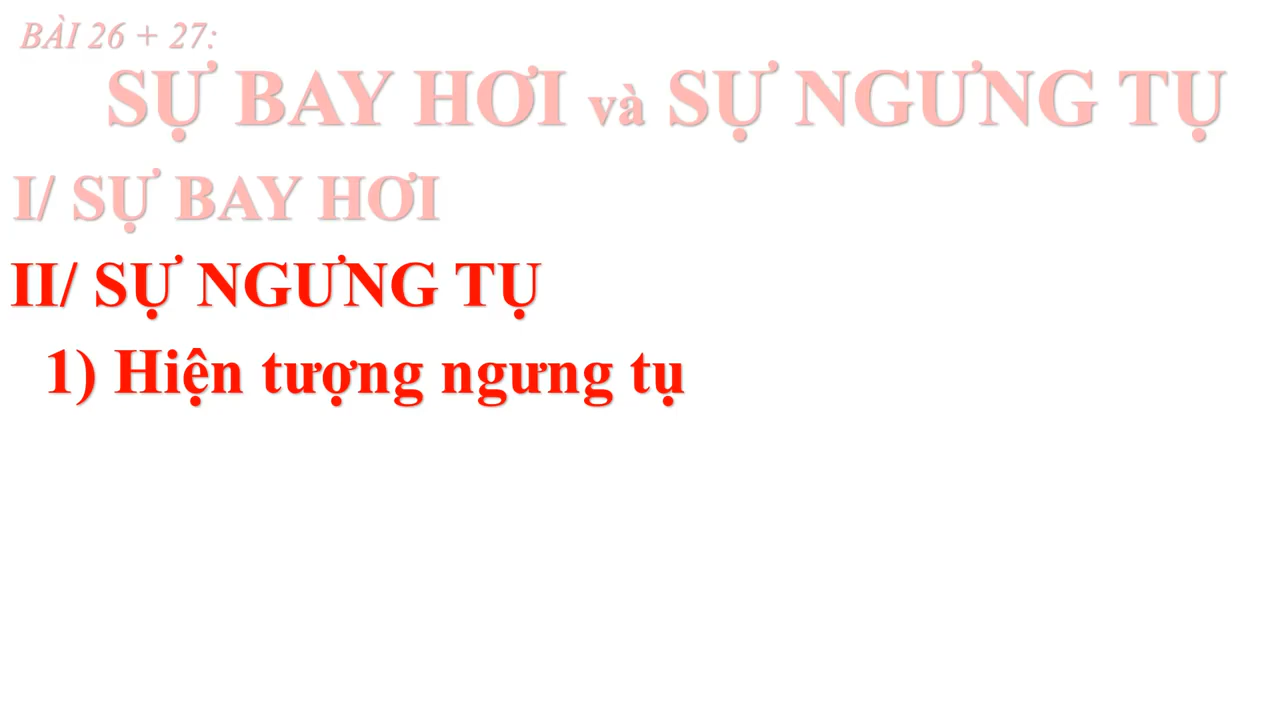 BÀI 26 + 27:
SỰ BAY HƠI và SỰ NGƯNG TỤ
I/ SỰ BAY HƠI
II/ SỰ NGƯNG TỤ
1) Hiện tượng ngưng tụ